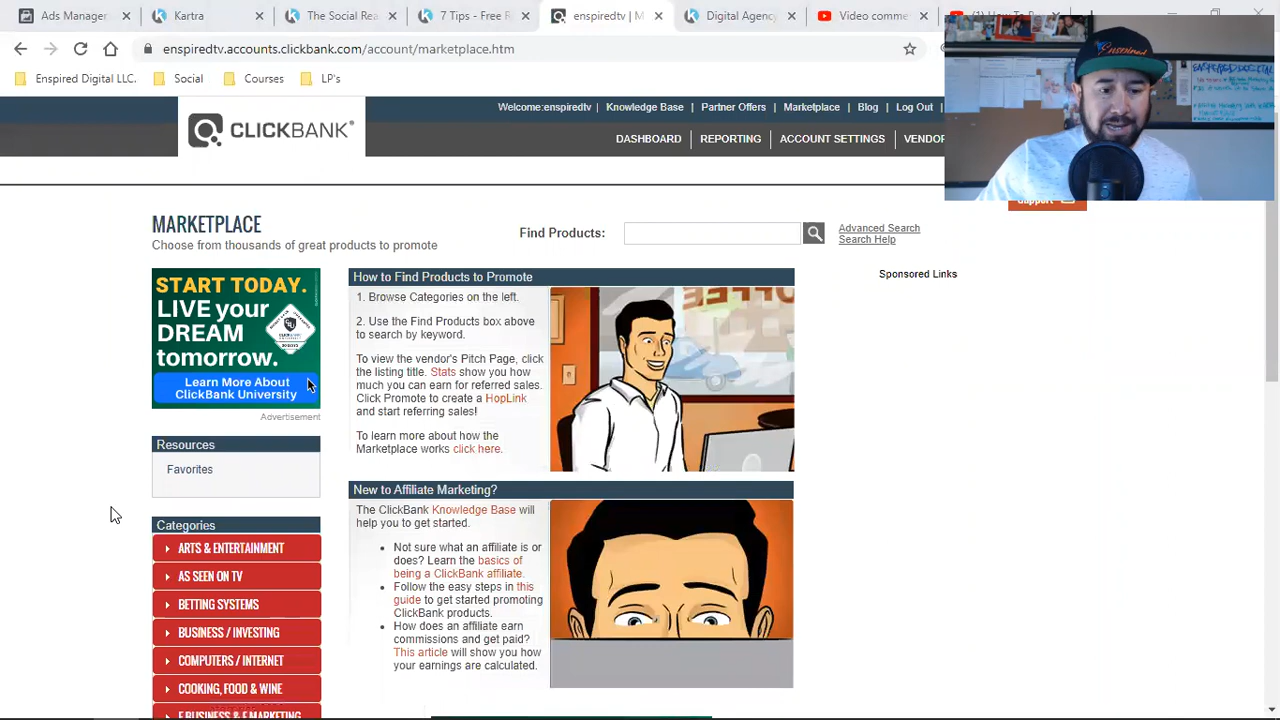 Ads Manager
Kartra
The Social Rea
7 Tips - Free
enspiredtv | M
Digital Agency
Video comme
(1) How To B
enspiredtv.accounts.clickbank.com/account/marketplace.htm
Enspired Digital LLC.
Social
Courses
LP's
Enspired
Welcome:enspiredtv | Knowledge Base | Partner Offers | Marketplace | Blog | Log Out |
CLICKBANK®
DASHBOARD | REPORTING | ACCOUNT SETTINGS | VENDOR
Support
MARKETPLACE
Choose from thousands of great products to promote
Find Products:
Advanced Search
Search Help
START TODAY.
LIVE your
DREAM
tomorrow.
Learn More About
ClickBank University
Advertisement
Resources
Favorites
Categories
ARTS & ENTERTAINMENT
AS SEEN ON TV
BETTING SYSTEMS
BUSINESS / INVESTING
COMPUTERS / INTERNET
COOKING, FOOD & WINE
E BUSINESS & E MARKETING
How to Find Products to Promote
1. Browse Categories on the left.
2. Use the Find Products box above
to search by keyword.
To view the vendor's Pitch Page, click
the listing title. Stats show you how
much you can earn for referred sales.
Click Promote to create a HopLink
and start referring sales!
To learn more about how the
Marketplace works click here.
New to Affiliate Marketing?
The ClickBank Knowledge Base will
help you to get started.
Not sure what an affiliate is or
does? Learn the basics of
being a ClickBank affiliate.
Follow the easy steps in this
guide to get started promoting
ClickBank products.
How does an affiliate earn
commissions and get paid?
This article will show you how
your earnings are calculated.
Sponsored Links